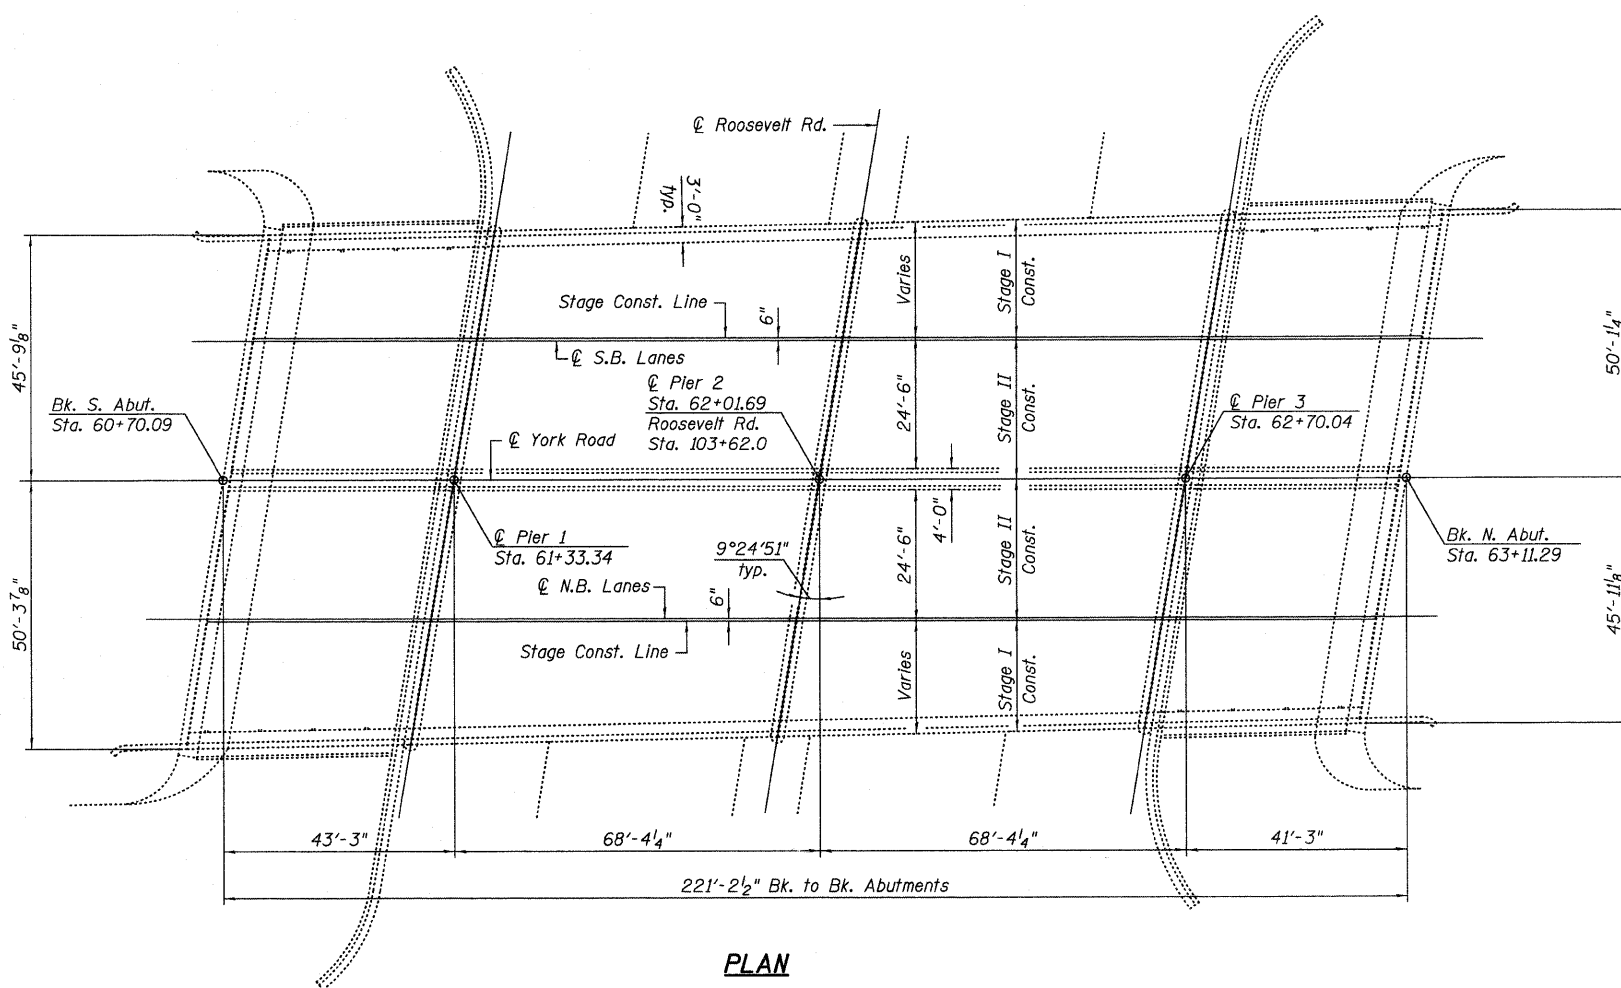 ℄ Roosevelt Rd.
3'-0"
typ.
Stage Const. Line
6"
Varies
Stage I
Const.
45'-9⅛"
50'-1¼"
℄ S.B. Lanes
℄ Pier 2
Sta. 62+01.69
Roosevelt Rd.
Sta. 103+62.0
24'-6"
Stage II
Const.
℄ Pier 3
Sta. 62+70.04
Bk. S. Abut.
Sta. 60+70.09
℄ York Road
4'-0"
℄ Pier 1
Sta. 61+33.34
9°24'51"
typ.
24'-6"
Stage II
Const.
Bk. N. Abut.
Sta. 63+11.29
50'-3⅞"
45'-11⅛"
℄ N.B. Lanes
6"
Stage Const. Line
Varies
Stage I
Const.
43'-3"
68'-4¼"
68'-4¼"
41'-3"
221'-2½" Bk. to Bk. Abutments
PLAN